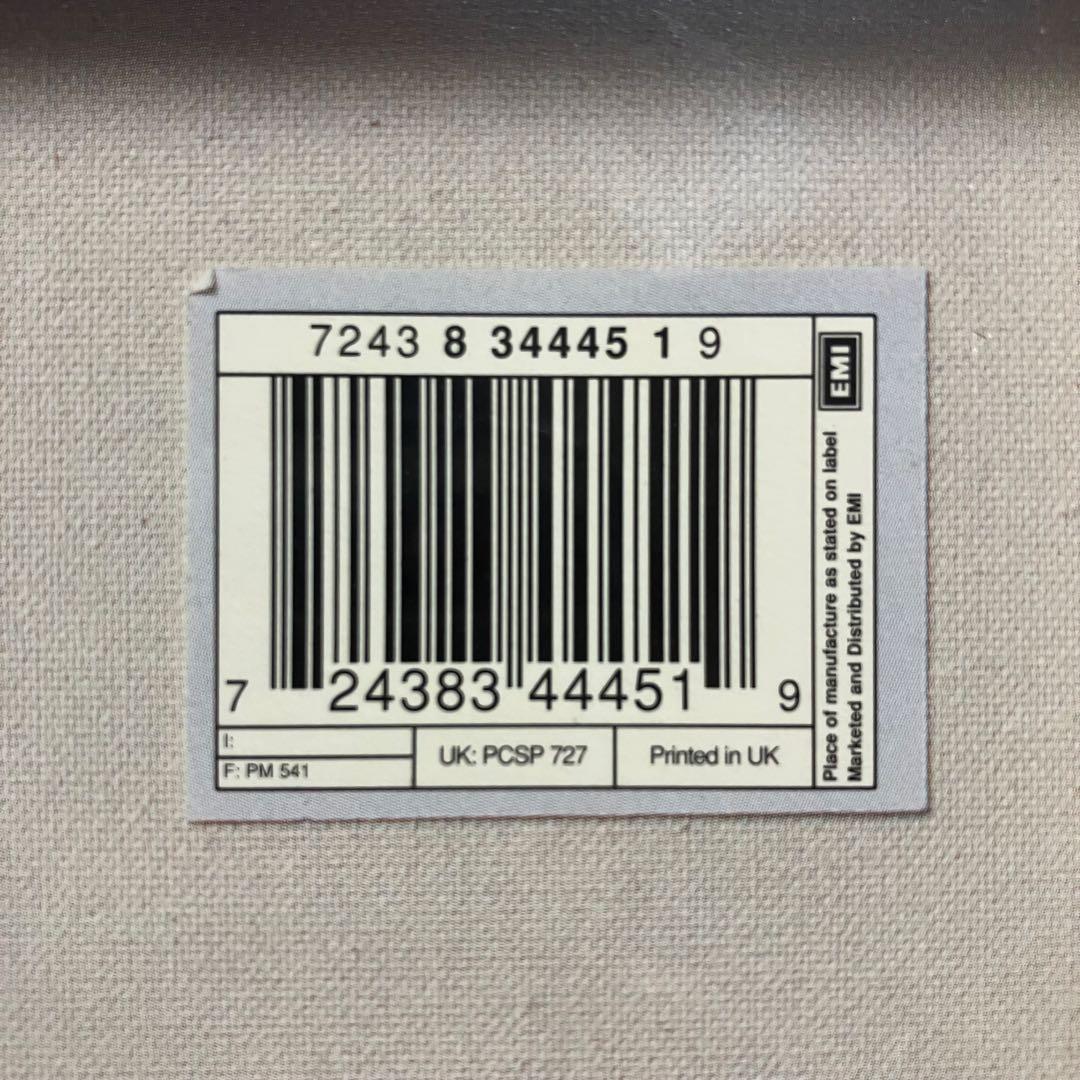 7243 8 34445 1 9
7 24383 44451 9
I:
F: PM 541
UK: PCSP 727
Printed in UK
EMI
Place of manufacture as stated on label
Marketed and Distributed by EMI